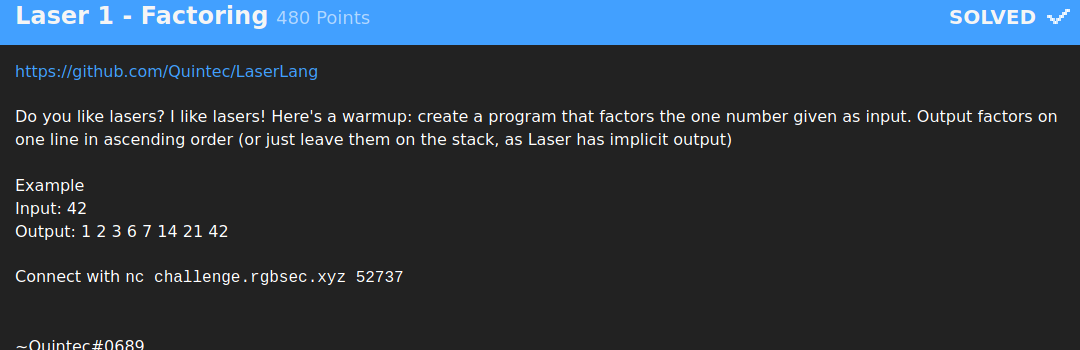 Laser 1 - Factoring 480 Points SOLVED
https://github.com/Quintec/LaserLang
Do you like lasers? I like lasers! Here's a warmup: create a program that factors the one number given as input. Output factors on
one line in ascending order (or just leave them on the stack, as Laser has implicit output)
Example
Input: 42
Output: 1 2 3 6 7 14 21 42
Connect with nc challenge.rgbsec.xyz 52737
~Quintec#0689